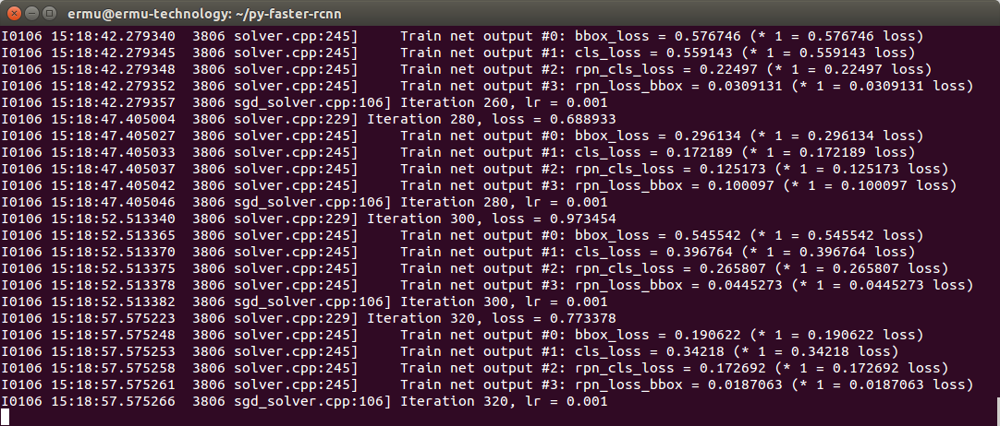 ermu@ermu-technology: ~/py-faster-rcnn
I0106 15:18:42.279340  3806 solver.cpp:245]     Train net output #0: bbox_loss = 0.576746 (* 1 = 0.576746 loss)
I0106 15:18:42.279345  3806 solver.cpp:245]     Train net output #1: cls_loss = 0.559143 (* 1 = 0.559143 loss)
I0106 15:18:42.279348  3806 solver.cpp:245]     Train net output #2: rpn_cls_loss = 0.22497 (* 1 = 0.22497 loss)
I0106 15:18:42.279352  3806 solver.cpp:245]     Train net output #3: rpn_loss_bbox = 0.0309131 (* 1 = 0.0309131 loss)
I0106 15:18:42.279357  3806 sgd_solver.cpp:106] Iteration 260, lr = 0.001
I0106 15:18:47.405004  3806 solver.cpp:229] Iteration 280, loss = 0.688933
I0106 15:18:47.405027  3806 solver.cpp:245]     Train net output #0: bbox_loss = 0.296134 (* 1 = 0.296134 loss)
I0106 15:18:47.405033  3806 solver.cpp:245]     Train net output #1: cls_loss = 0.172189 (* 1 = 0.172189 loss)
I0106 15:18:47.405037  3806 solver.cpp:245]     Train net output #2: rpn_cls_loss = 0.125173 (* 1 = 0.125173 loss)
I0106 15:18:47.405042  3806 solver.cpp:245]     Train net output #3: rpn_loss_bbox = 0.100097 (* 1 = 0.100097 loss)
I0106 15:18:47.405046  3806 sgd_solver.cpp:106] Iteration 280, lr = 0.001
I0106 15:18:52.513340  3806 solver.cpp:229] Iteration 300, loss = 0.973454
I0106 15:18:52.513365  3806 solver.cpp:245]     Train net output #0: bbox_loss = 0.545542 (* 1 = 0.545542 loss)
I0106 15:18:52.513370  3806 solver.cpp:245]     Train net output #1: cls_loss = 0.396764 (* 1 = 0.396764 loss)
I0106 15:18:52.513375  3806 solver.cpp:245]     Train net output #2: rpn_cls_loss = 0.265807 (* 1 = 0.265807 loss)
I0106 15:18:52.513378  3806 solver.cpp:245]     Train net output #3: rpn_loss_bbox = 0.0445273 (* 1 = 0.0445273 loss)
I0106 15:18:52.513382  3806 sgd_solver.cpp:106] Iteration 300, lr = 0.001
I0106 15:18:57.575223  3806 solver.cpp:229] Iteration 320, loss = 0.773378
I0106 15:18:57.575248  3806 solver.cpp:245]     Train net output #0: bbox_loss = 0.190622 (* 1 = 0.190622 loss)
I0106 15:18:57.575253  3806 solver.cpp:245]     Train net output #1: cls_loss = 0.34218 (* 1 = 0.34218 loss)
I0106 15:18:57.575258  3806 solver.cpp:245]     Train net output #2: rpn_cls_loss = 0.172692 (* 1 = 0.172692 loss)
I0106 15:18:57.575261  3806 solver.cpp:245]     Train net output #3: rpn_loss_bbox = 0.0187063 (* 1 = 0.0187063 loss)
I0106 15:18:57.575266  3806 sgd_solver.cpp:106] Iteration 320, lr = 0.001